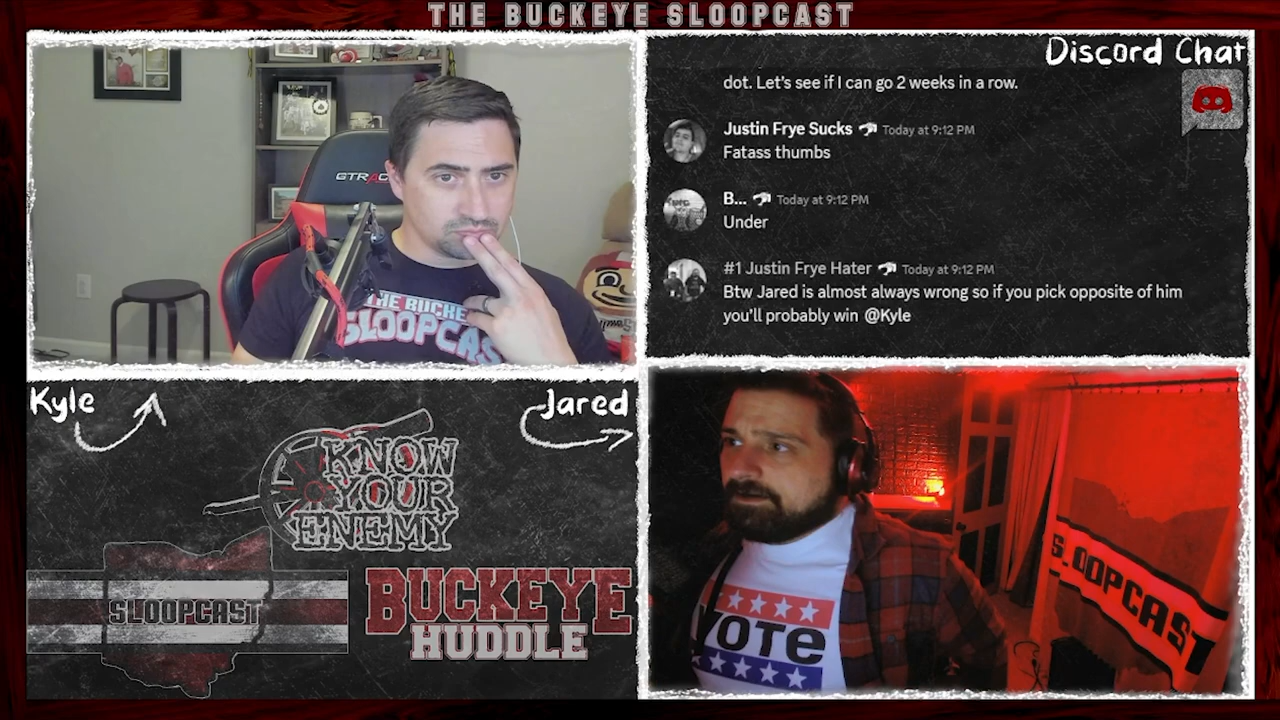 THE BUCKEYE SLOOPCAST
GTRAC
THE BUCKE
SLOOPCAS
Discord Chat
dot. Let's see if I can go 2 weeks in a row.
Justin Frye Sucks Today at 9:12 PM
Fatass thumbs
B... Today at 9:12 PM
Under
#1 Justin Frye Hater Today at 9:12 PM
Btw Jared is almost always wrong so if you pick opposite of him
you'll probably win @Kyle
Kyle
Jared
KNOW
YOUR
ENEMY
SLOOPCAST
BUCKEYE
HUDDLE
VOTe
SLOOPCAST